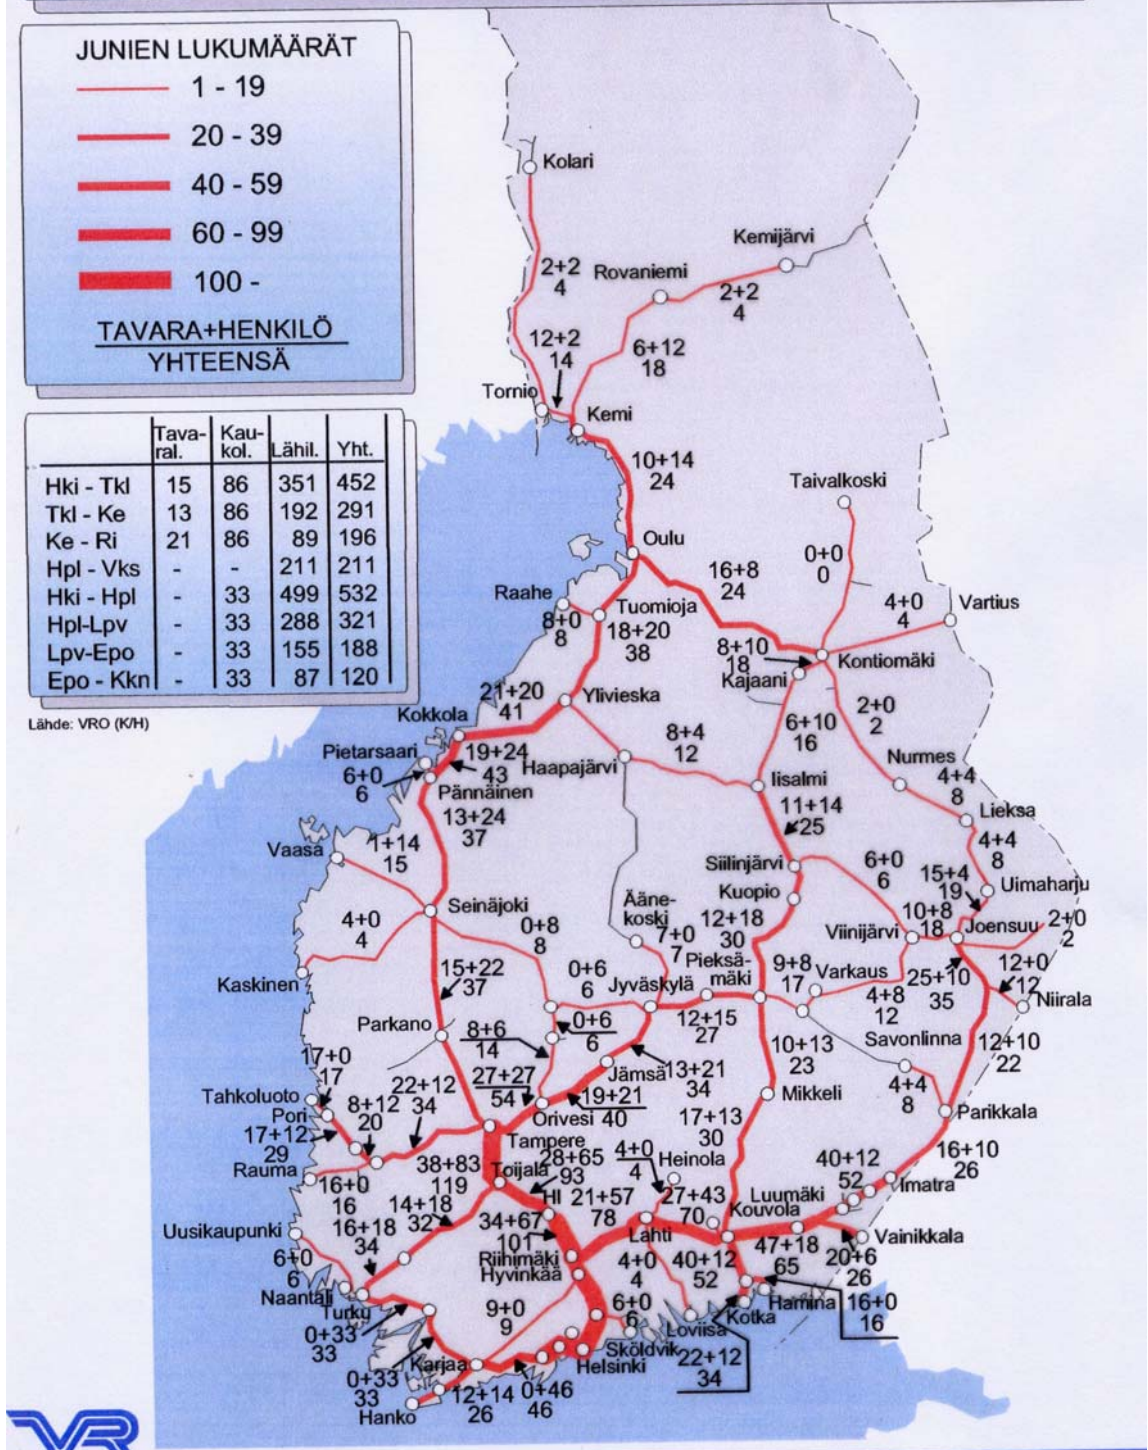 JUNIEN LUKUMÄÄRÄT
1 - 19
20 - 39
40 - 59
60 - 99
100 -
TAVARA+HENKILÖ
YHTEENSÄ
Tava-ral. Kau-kol. Lähil. Yht.
Hki - Tkl 15 86 351 452
Tkl - Ke 13 86 192 291
Ke - Ri 21 86 89 196
Hpl - Vks - - 211 211
Hki - Hpl - 33 499 532
Hpl-Lpv - 33 288 321
Lpv-Epo - 33 155 188
Epo - Kkn - 33 87 120
Lähde: VRO (K/H)
Kolari
Kemijärvi
Rovaniemi
2+2
4
2+2
4
12+2
14
6+12
18
Tornio
Kemi
10+14
24
Taivalkoski
Oulu
0+0
0
16+8
24
Raahe
8+0
8
Tuomioja
18+20
38
4+0
4
Vartius
8+10
18
Kontiomäki
Kajaani
21+20
41
Ylivieska
Kokkola
6+10
16
2+0
2
Pietarsaari
6+0
6
19+24
43
Haapajärvi
8+4
12
Nurmes
4+4
8
Pännäinen
13+24
37
Iisalmi
11+14
25
Lieksa
4+4
8
Vaasa
1+14
15
Siilinjärvi
6+0
6
15+4
19
Uimaharju
Kuopio
Seinäjoki
Ääne-
koski
12+18
30
10+8
18
Viinijärvi
Joensuu
2+0
2
4+0
4
0+8
8
7+0
7
Pieksä-
mäki
9+8
17
Varkaus
25+10
35
12+0
12
Kaskinen
15+22
37
0+6
6
Jyväskylä
4+8
12
Niirala
Parkano
8+6
14
0+6
6
12+15
27
10+13
23
Savonlinna
12+10
22
17+0
17
22+12
34
27+27
54
Jämsä
13+21
34
4+4
8
Tahkoluoto
Pori
8+12
20
19+21
40
Orivesi
Mikkeli
Parikkala
17+12
29
Tampere
17+13
30
Rauma
38+83
119
Toijala
28+65
93
4+0
4
Heinola
40+12
52
16+10
26
16+0
16
14+18
32
Hl
21+57
78
27+43
70
Luumäki
Imatra
Uusikaupunki
16+18
34
34+67
101
Lahti
Kouvola
47+18
65
Vainikkala
Riihimäki
Hyvinkää
4+0
4
40+12
52
20+6
26
6+0
6
Naantali
Turku
9+0
9
6+0
6
Hamina
16+0
16
Kotka
Loviisa
0+33
33
Sköldvik
Helsinki
22+12
34
0+33
33
Karjaa
12+14
26
0+46
46
Hanko
VR